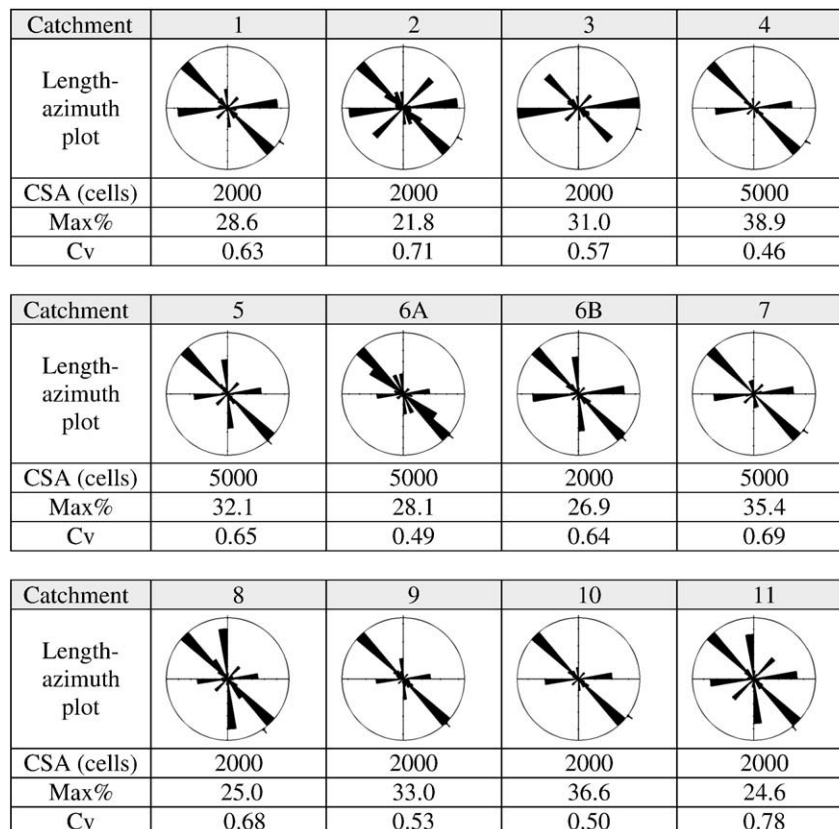 Catchment 1 2 3 4
Length-
azimuth
plot
CSA (cells) 2000 2000 2000 5000
Max% 28.6 21.8 31.0 38.9
Cv 0.63 0.71 0.57 0.46
Catchment 5 6A 6B 7
Length-
azimuth
plot
CSA (cells) 5000 5000 2000 5000
Max% 32.1 28.1 26.9 35.4
Cv 0.65 0.49 0.64 0.69
Catchment 8 9 10 11
Length-
azimuth
plot
CSA (cells) 2000 2000 2000 2000
Max% 25.0 33.0 36.6 24.6
Cv 0.68 0.53 0.50 0.78